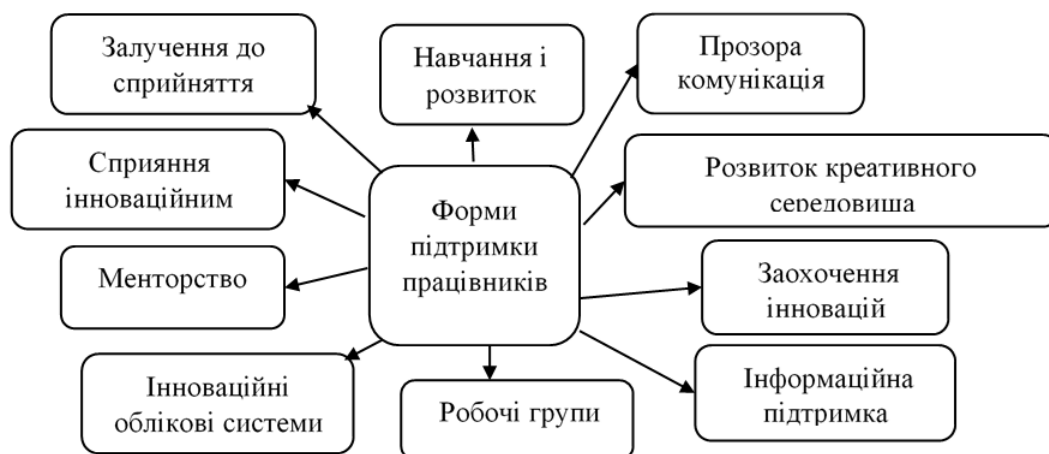 Залучення до
сприйняття
Навчання і
розвиток
Прозора
комунікація
Сприяння
інноваційним
Форми
підтримки
працівників
Розвиток креативного
середовища
Менторство
Заохочення
інновацій
Інноваційні
облікові системи
Робочі групи
Інформаційна
підтримка